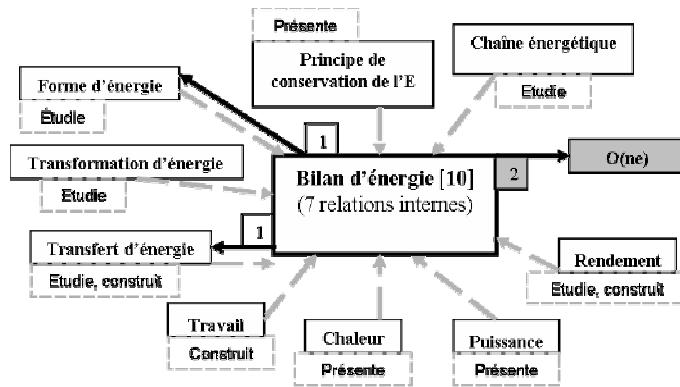 Présente
Principe de
conservation de l'E
Chaîne énergétique
Etudie
Forme d'énergie
Étudie
1
O(ne)
Transformation d'énergie
Etudie
Bilan d'énergie [10]
(7 relations internes)
2
1
Transfert d'énergie
Etudie, construit
Rendement
Etudie, construit
Travail
Construit
Chaleur
Présente
Puissance
Présente